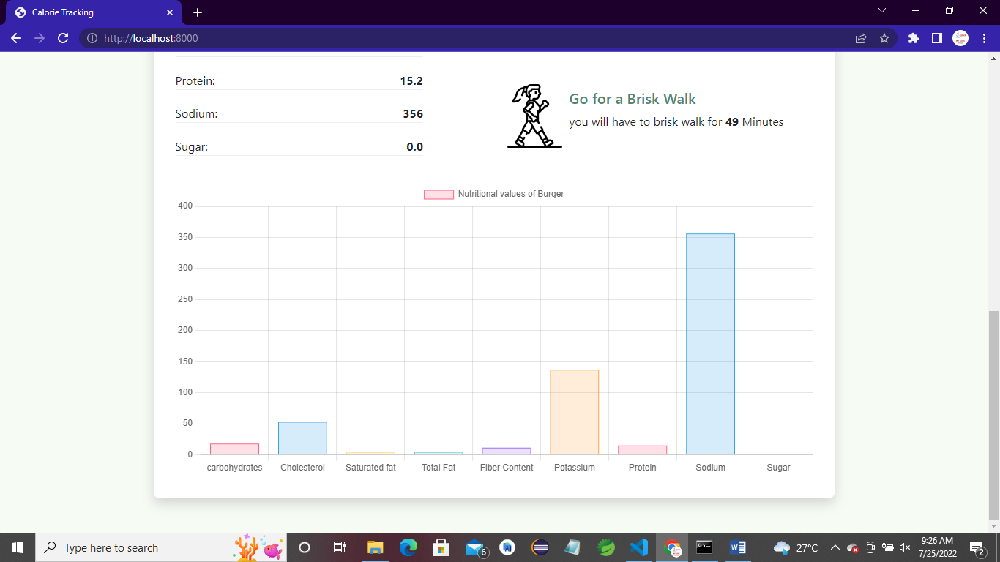 Calorie Tracking
http://localhost:8000
Protein: 15.2
Sodium: 356
Sugar: 0.0
Go for a Brisk Walk
you will have to brisk walk for 49 Minutes
Nutritional values of Burger
400
350
300
250
200
150
100
50
0
carbohydrates Cholesterol Saturated fat Total Fat Fiber Content Potassium Protein Sodium Sugar
Type here to search
6
27°C
9:26 AM
7/25/2022
2